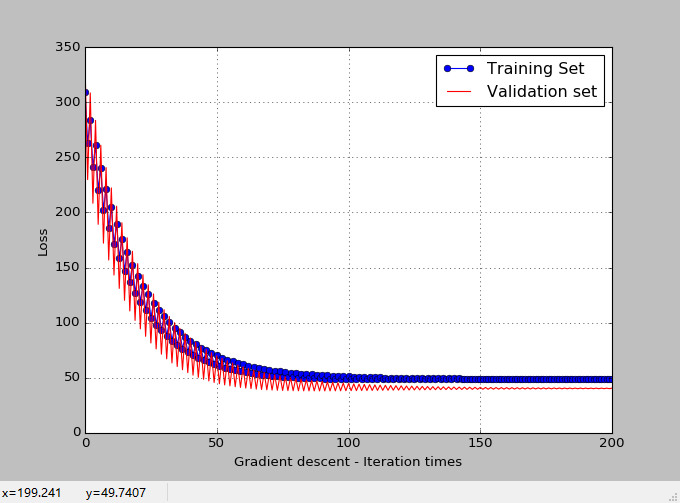 350
300
250
200
150
100
50
0
Loss
Training Set
Validation set
0 50 100 150 200
Gradient descent - Iteration times
x=199.241 y=49.7407